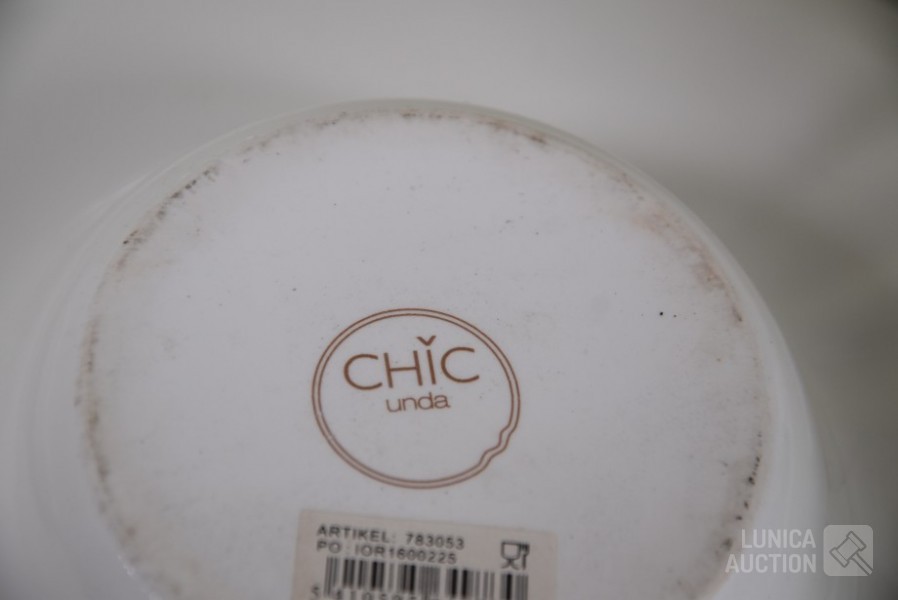 CHIC
unda
ARTIKEL: 783053
PO : IOR1600225
LUNICA
AUCTION